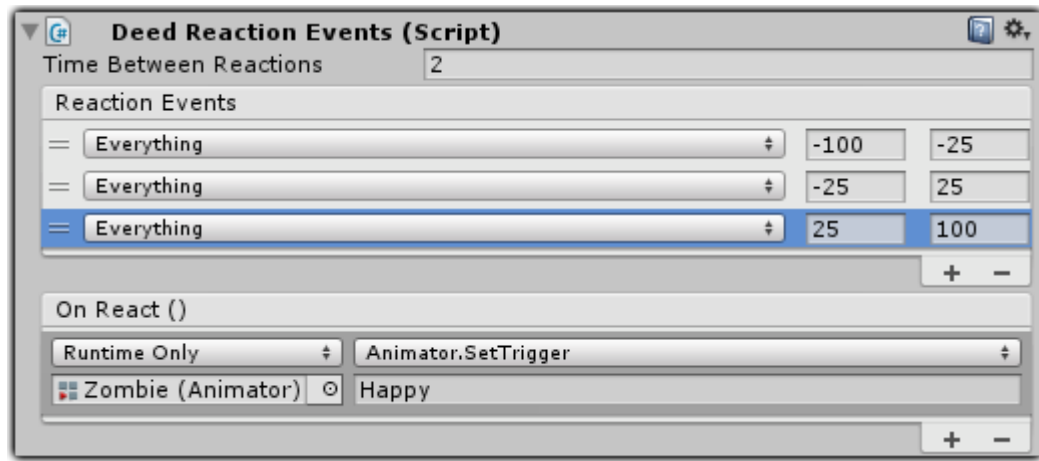 Deed Reaction Events (Script)
Time Between Reactions 2
Reaction Events
Everything -100 -25
Everything -25 25
Everything 25 100
+ −
On React ()
Runtime Only Animator.SetTrigger
Zombie (Animator) Happy
+ −